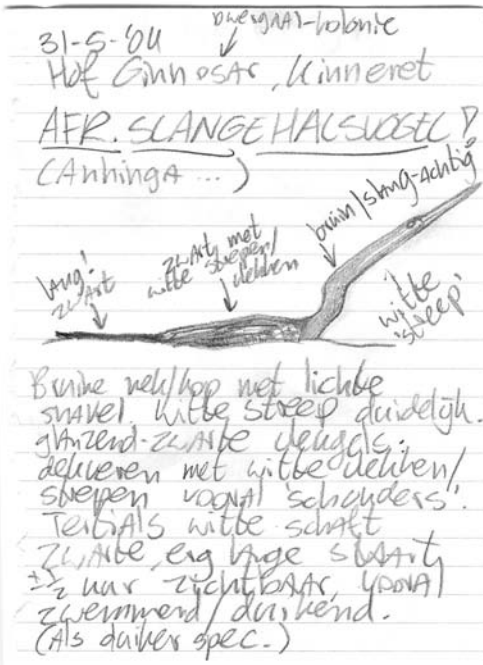 31-5-'04
dwergAAl-kolonie
Hof GinnosAr, Kinneret
AFR. SLANGEHALSVOGEL!
(AnhingA ...)
bruin/slang-Achtig
zwArt met
witte strepen/
vlekken
lang!
zwArt
witte
'streep'
Bruine nek/kop met lichte
snavel. Witte streep duidelijk.
glAnzend-zwArte vleugels.
dekveren met witte vlekken/
strepen vooral 'schouders'.
TertiAls witte schaft
zwArte, erg lAnge stAArt,
±½ uur zichtbAAr, vooral
zwemmend/duikend.
(Als duiker spec.)